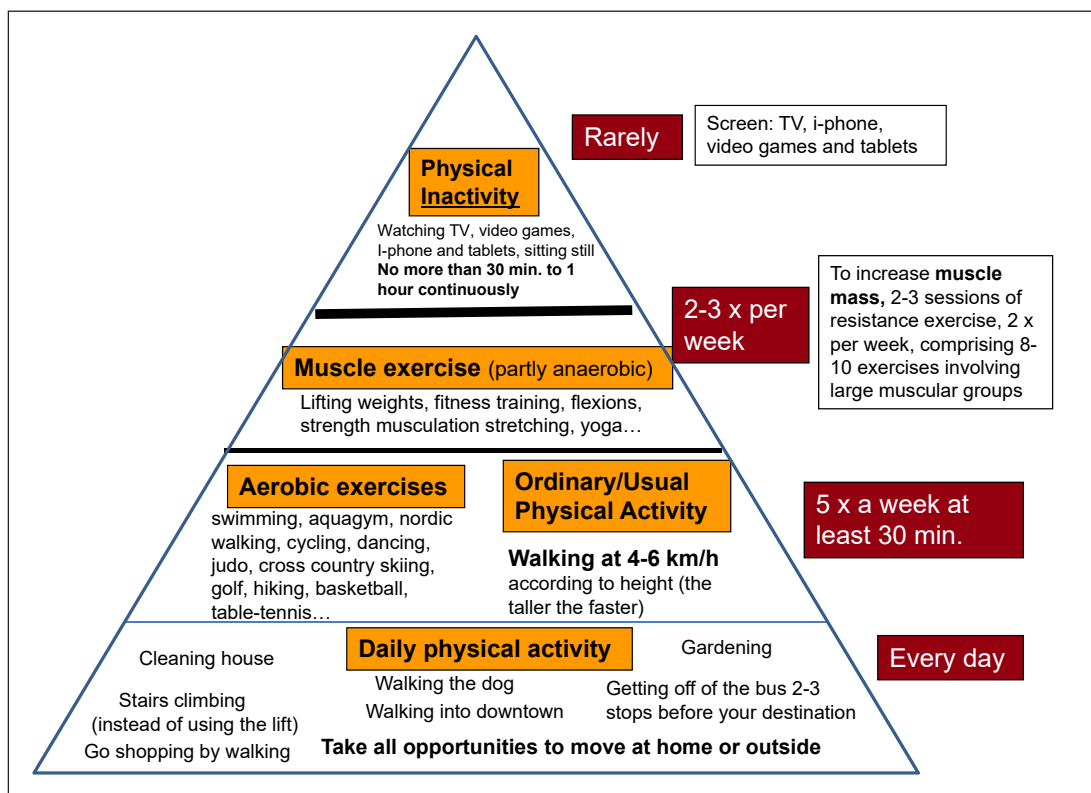 Rarely
Screen: TV, i-phone,
video games and tablets
Physical
Inactivity
Watching TV, video games,
I-phone and tablets, sitting still
No more than 30 min. to 1
hour continuously
2-3 x per
week
To increase muscle
mass, 2-3 sessions of
resistance exercise, 2 x
per week, comprising 8-
10 exercises involving
large muscular groups
Muscle exercise (partly anaerobic)
Lifting weights, fitness training, flexions,
strength musculation stretching, yoga…
Aerobic exercises
swimming, aquagym, nordic
walking, cycling, dancing,
judo, cross country skiing,
golf, hiking, basketball,
table-tennis…
Ordinary/Usual
Physical Activity
Walking at 4-6 km/h
according to height (the
taller the faster)
5 x a week at
least 30 min.
Daily physical activity
Every day
Cleaning house
Stairs climbing
(instead of using the lift)
Go shopping by walking
Walking the dog
Walking into downtown
Gardening
Getting off of the bus 2-3
stops before your destination
Take all opportunities to move at home or outside